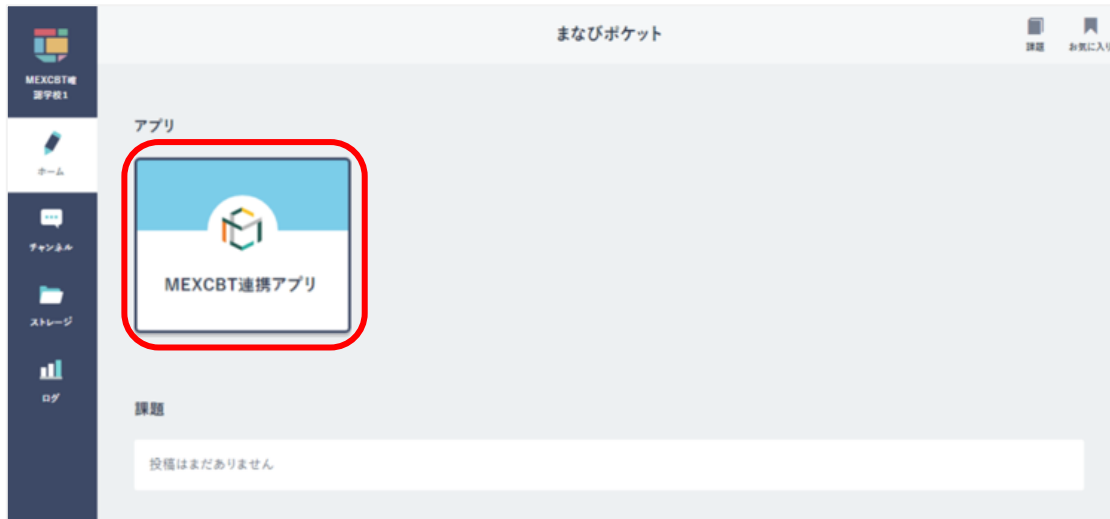 まなびポケット
課題
お気に入り
MEXCBT確
認学校1
ホーム
チャンネル
ストレージ
ログ
アプリ
MEXCBT連携アプリ
課題
投稿はまだありません